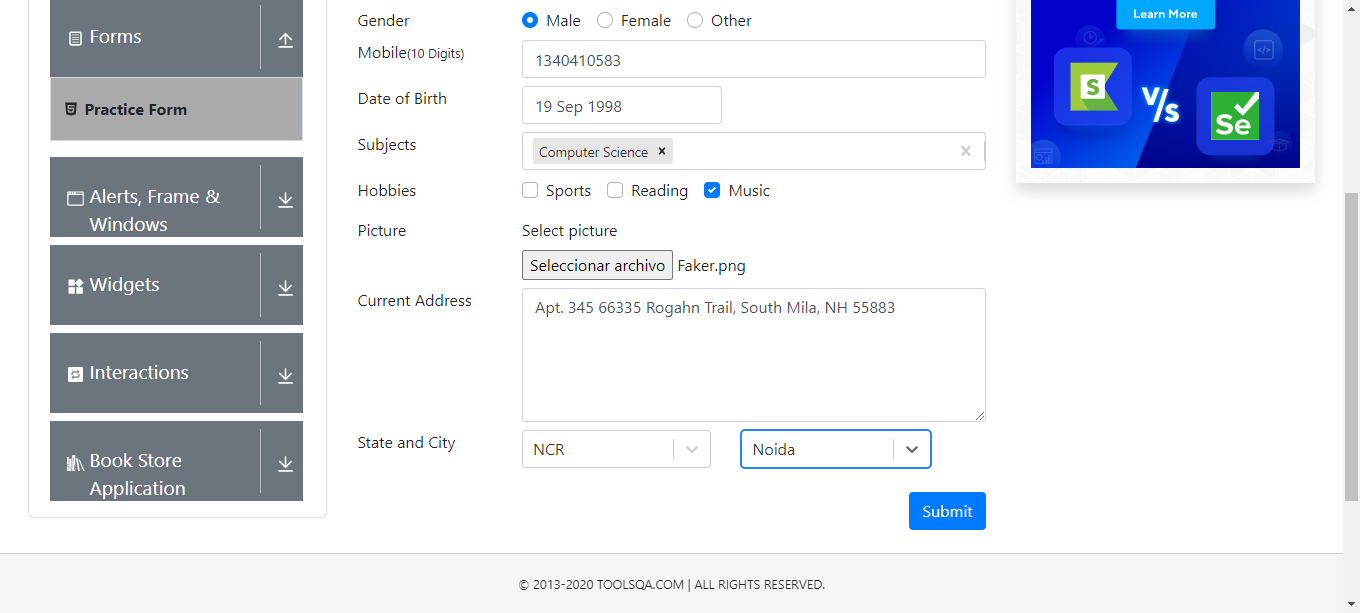 Forms
Practice Form
Alerts, Frame &
Windows
Widgets
Interactions
Book Store
Application
Gender
Male
Female
Other
Mobile(10 Digits)
1340410583
Date of Birth
19 Sep 1998
Subjects
Computer Science
Hobbies
Sports
Reading
Music
Picture
Select picture
Seleccionar archivo Faker.png
Current Address
Apt. 345 66335 Rogahn Trail, South Mila, NH 55883
State and City
NCR
Noida
Submit
Learn More
S
V/s
Se
© 2013-2020 TOOLSQA.COM | ALL RIGHTS RESERVED.